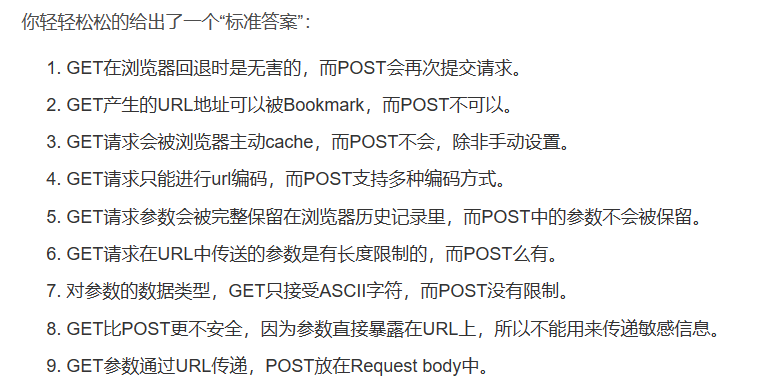 你轻轻松松的给出了一个“标准答案”：
1. GET在浏览器回退时是无害的，而POST会再次提交请求。
2. GET产生的URL地址可以被Bookmark，而POST不可以。
3. GET请求会被浏览器主动cache，而POST不会，除非手动设置。
4. GET请求只能进行url编码，而POST支持多种编码方式。
5. GET请求参数会被完整保留在浏览器历史记录里，而POST中的参数不会被保留。
6. GET请求在URL中传送的参数是有长度限制的，而POST么有。
7. 对参数的数据类型，GET只接受ASCII字符，而POST没有限制。
8. GET比POST更不安全，因为参数直接暴露在URL上，所以不能用来传递敏感信息。
9. GET参数通过URL传递，POST放在Request body中。